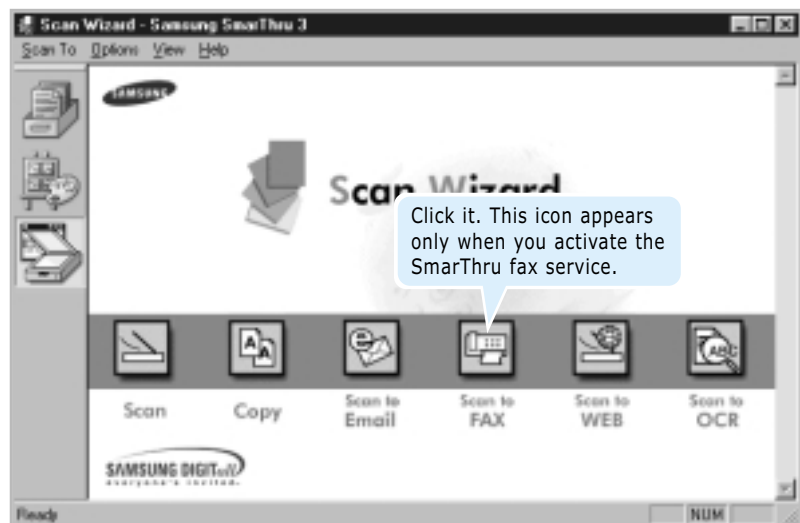 Scan Wizard - Samsung SmarThru 3
Scan To Options View Help
SAMSUNG
Scan Wizard
Click it. This icon appears
only when you activate the
SmarThru fax service.
Scan
Copy
Scan to
Email
Scan to
FAX
Scan to
WEB
Scan to
OCR
SAMSUNG DIGITall
everyone's invited.
Ready
NUM